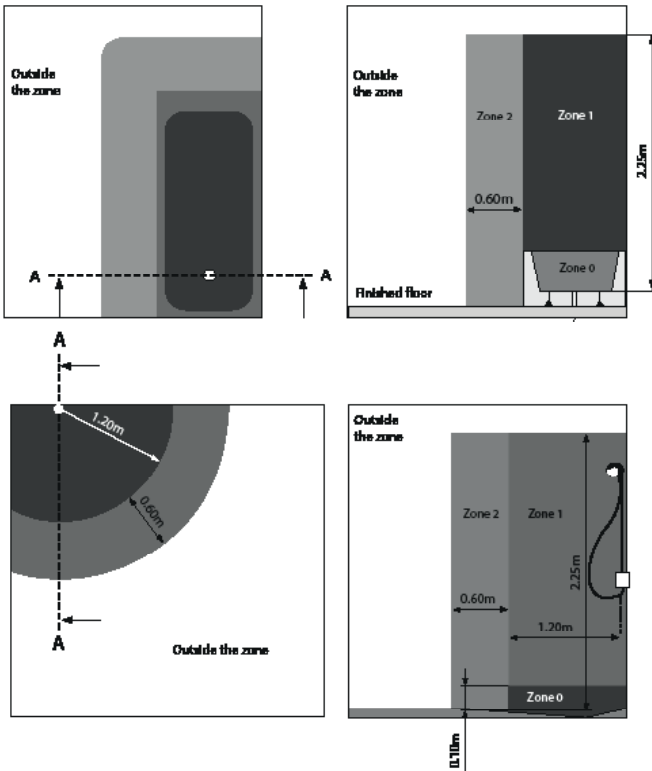 Outside
the zone
A
A
Outside
the zone
Zone 2
Zone 1
2.25m
0.60m
Zone 0
Finished floor
A
1.20m
0.60m
A
Outside the zone
Outside
the zone
Zone 2
Zone 1
2.25m
0.60m
1.20m
Zone 0
0.10m